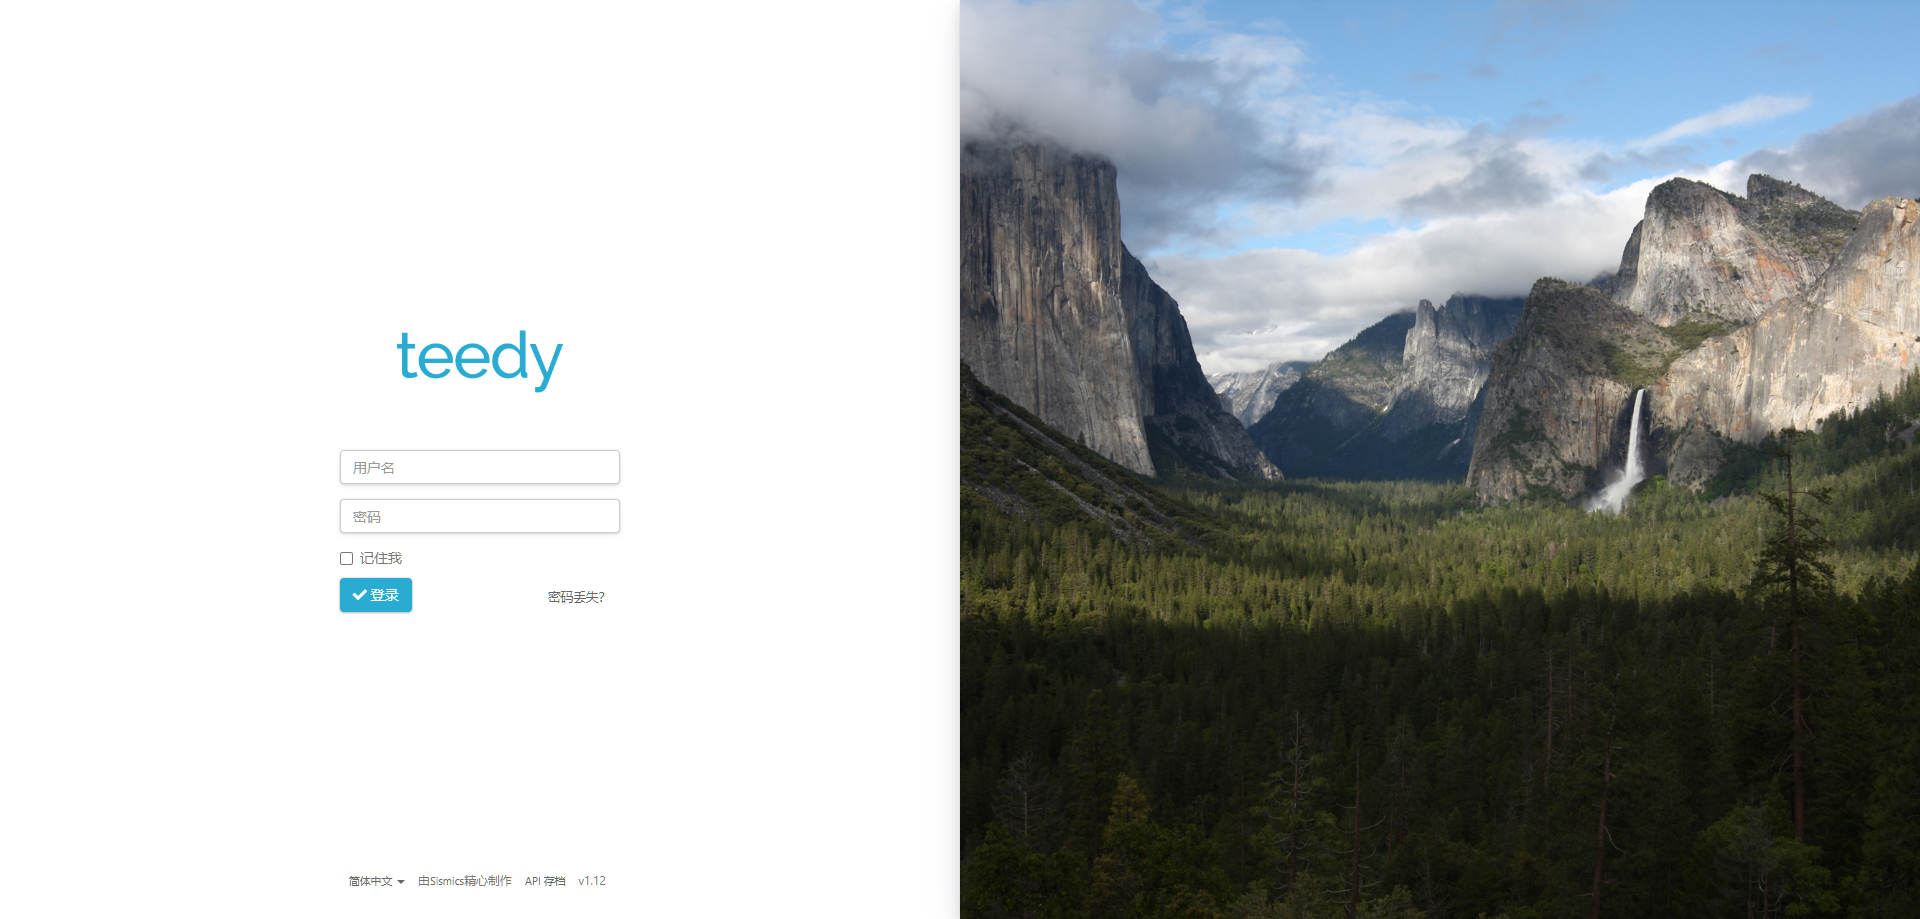 teedy
用户名
密码
记住我
登录
密码丢失?
简体中文 由Sismics精心制作 API 存档 v1.12